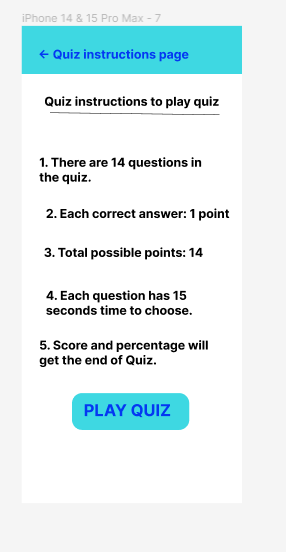 iPhone 14 & 15 Pro Max - 7
← Quiz instructions page
Quiz instructions to play quiz
1. There are 14 questions in
the quiz.
2. Each correct answer: 1 point
3. Total possible points: 14
4. Each question has 15
seconds time to choose.
5. Score and percentage will
get the end of Quiz.
PLAY QUIZ